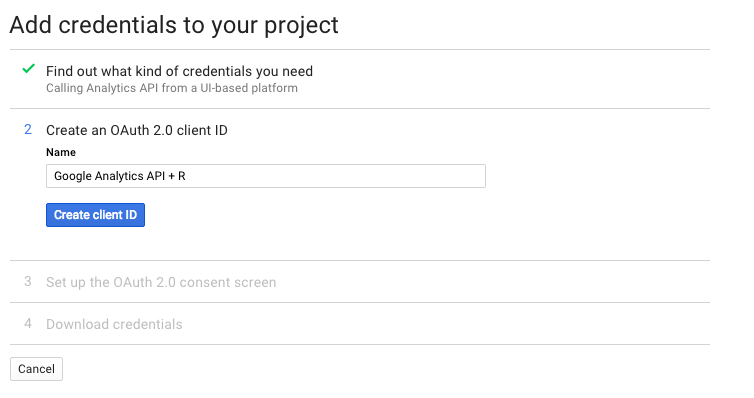 Add credentials to your project
Find out what kind of credentials you need
Calling Analytics API from a UI-based platform
2 Create an OAuth 2.0 client ID
Name
Google Analytics API + R
Create client ID
3 Set up the OAuth 2.0 consent screen
4 Download credentials
Cancel